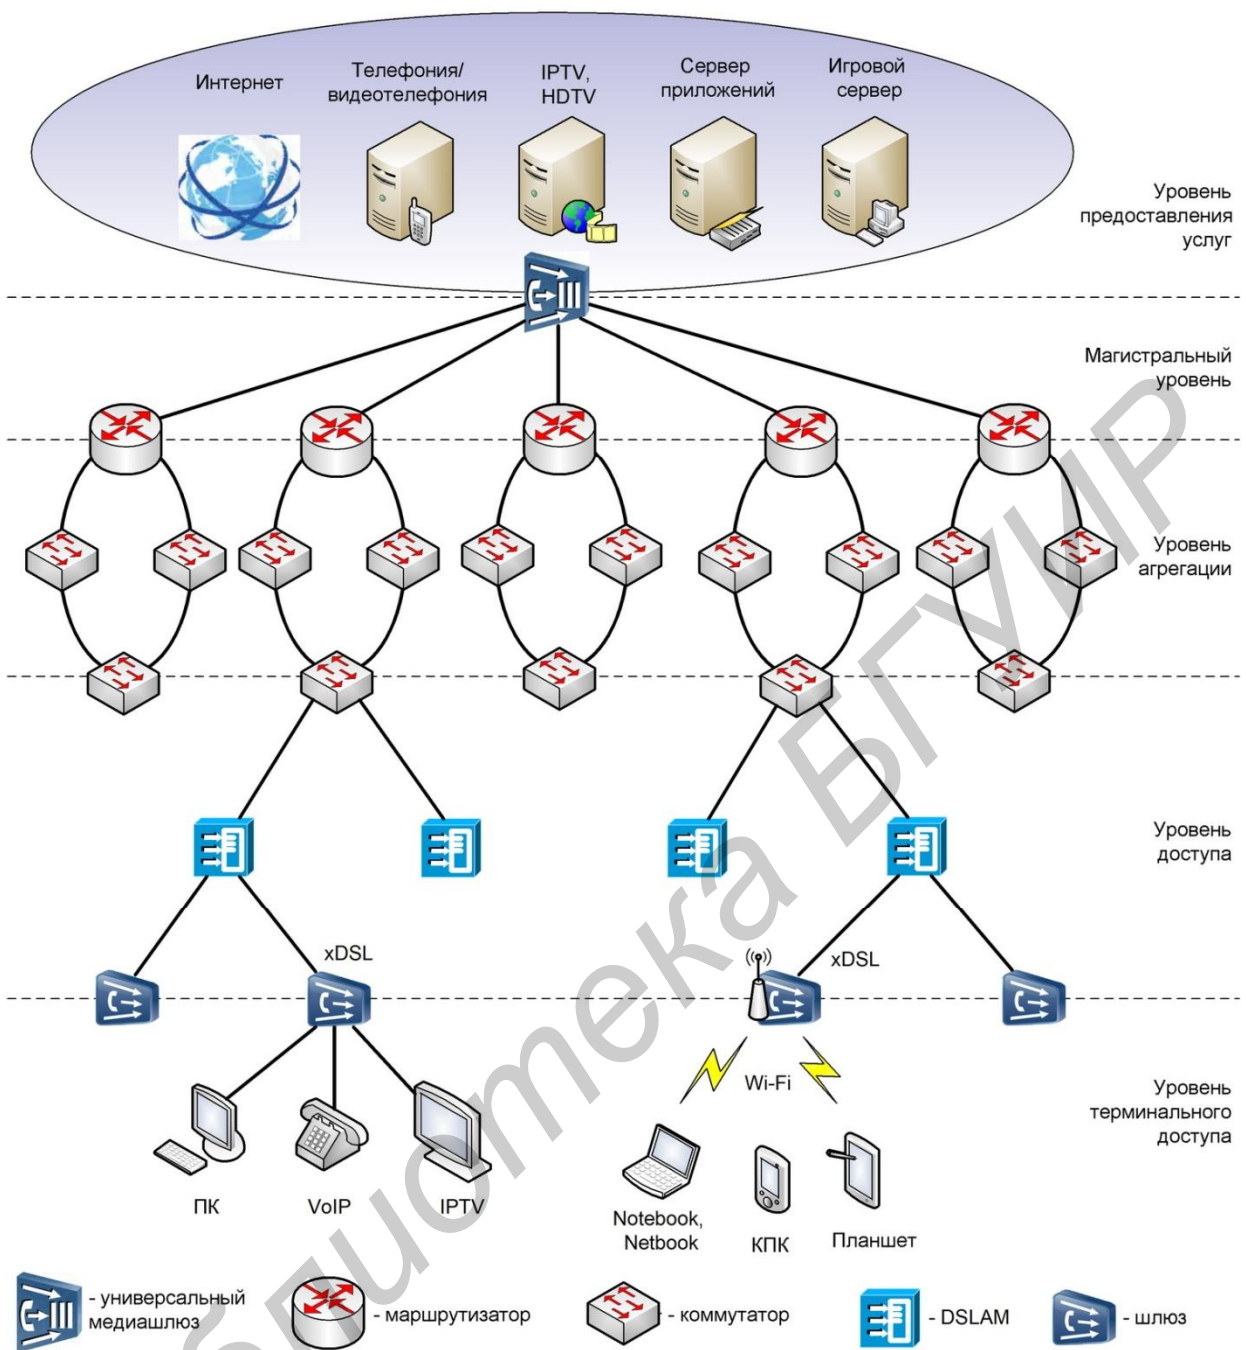 Интернет
Телефония/
видеотелефония
IPTV,
HDTV
Сервер
приложений
Игровой
сервер
Уровень
предоставления
услуг
Магистральный
уровень
Уровень
агрегации
Уровень
доступа
xDSL
xDSL
Wi-Fi
Уровень
терминального
доступа
ПК
VoIP
IPTV
Notebook,
Netbook
КПК
Планшет
- универсальный
медиашлюз
- маршрутизатор
- коммутатор
- DSLAM
- шлюз
Библиотека БГУИР